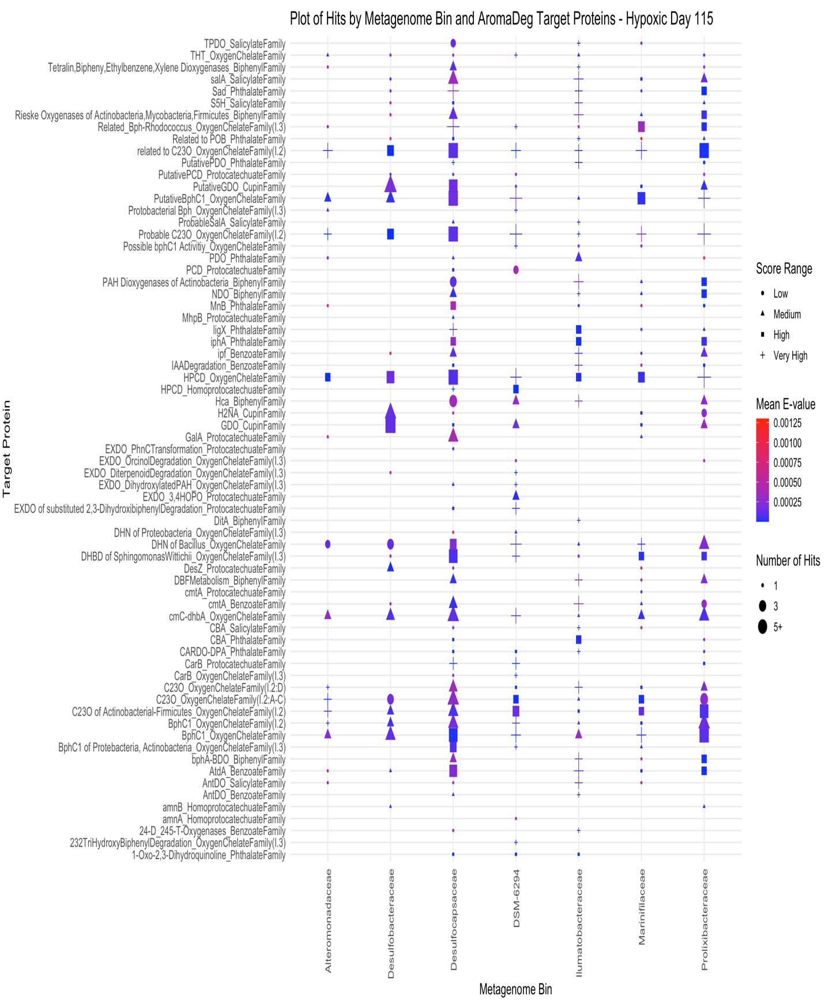 Plot of Hits by Metagenome Bin and AromaDeg Target Proteins - Hypoxic Day 115
Target Protein
TPDO_SalicylateFamily
THT_OxygenChelateFamily
Tetralin,Bipheny,Ethylbenzene,Xylene Dioxygenases_BiphenylFamily
salA_SalicylateFamily
Sad_PhthalateFamily
S5H_SalicylateFamily
Rieske Oxygenases of Actinobacteria,Mycobacteria,Firmicutes_BiphenylFamily
Related_Bph-Rhodococcus_OxygenChelateFamily(I.3)
Related to POB_PhthalateFamily
related to C23O_OxygenChelateFamily(I.2)
PutativePDO_PhthalateFamily
PutativePCD_ProtocatechuateFamily
PutativeGDO_CupinFamily
PutativeBphC1_OxygenChelateFamily
Protobacterial Bph_OxygenChelateFamily(I.3)
ProbableSalA_SalicylateFamily
Probable C23O_OxygenChelateFamily(I.2)
Possible bphC1 Activitiy_OxygenChelateFamily
PDO_PhthalateFamily
PCD_ProtocatechuateFamily
PAH Dioxygenases of Actinobacteria_BiphenylFamily
NDO_BiphenylFamily
MnB_PhthalateFamily
MhpB_ProtocatechuateFamily
ligX_PhthalateFamily
iphA_PhthalateFamily
ipf_BenzoateFamily
IAADegradation_BenzoateFamily
HPCD_OxygenChelateFamily
HPCD_HomoprotocatechuateFamily
Hca_BiphenylFamily
H2NA_CupinFamily
GDO_CupinFamily
GalA_ProtocatechuateFamily
EXDO_PhnCTransformation_ProtocatechuateFamily
EXDO_OrcinolDegradation_OxygenChelateFamily(I.3)
EXDO_DiterpenoidDegradation_OxygenChelateFamily(I.3)
EXDO_DihydroxylatedPAH_OxygenChelateFamily(I.3)
EXDO_3,4HOPO_ProtocatechuateFamily
EXDO of substituted 2,3-DihydroxibiphenylDegradation_ProtocatechuateFamily
DitA_BiphenylFamily
DHN of Proteobacteria_OxygenChelateFamily(I.3)
DHN of Bacillus_OxygenChelateFamily
DHBD of SphingomonasWittichii_OxygenChelateFamily(I.3)
DesZ_ProtocatechuateFamily
DBFMetabolism_BiphenylFamily
cmtA_ProtocatechuateFamily
cmtA_BenzoateFamily
cmC-dhbA_OxygenChelateFamily
CBA_SalicylateFamily
CBA_PhthalateFamily
CARDO-DPA_PhthalateFamily
CarB_ProtocatechuateFamily
CarB_OxygenChelateFamily(I.3)
C23O_OxygenChelateFamily(I.2:D)
C23O_OxygenChelateFamily(I.2:A-C)
C23O of Actinobacterial-Firmicutes_OxygenChelateFamily(I.2)
BphC1_OxygenChelateFamily(I.2)
BphC1_OxygenChelateFamily
BphC1 of Protebacteria, Actinobacteria_OxygenChelateFamily(I.3)
bphA-BDO_BiphenylFamily
AtdA_BenzoateFamily
AntDO_SalicylateFamily
AntDO_BenzoateFamily
amnB_HomoprotocatechuateFamily
amnA_HomoprotocatechuateFamily
24-D_245-T-Oxygenases_BenzoateFamily
232TriHydroxyBiphenylDegradation_OxygenChelateFamily(I.3)
1-Oxo-2,3-Dihydroquinoline_PhthalateFamily
Alteromonadaceae
Desulfobacteraceae
Desulfocapsaceae
DSM-6294
Ilumatobacteraceae
Marinifilaceae
Prolixibacteraceae
Metagenome Bin
Score Range
Low
Medium
High
Very High
Mean E-value
0.00125
0.00100
0.00075
0.00050
0.00025
Number of Hits
1
3
5+